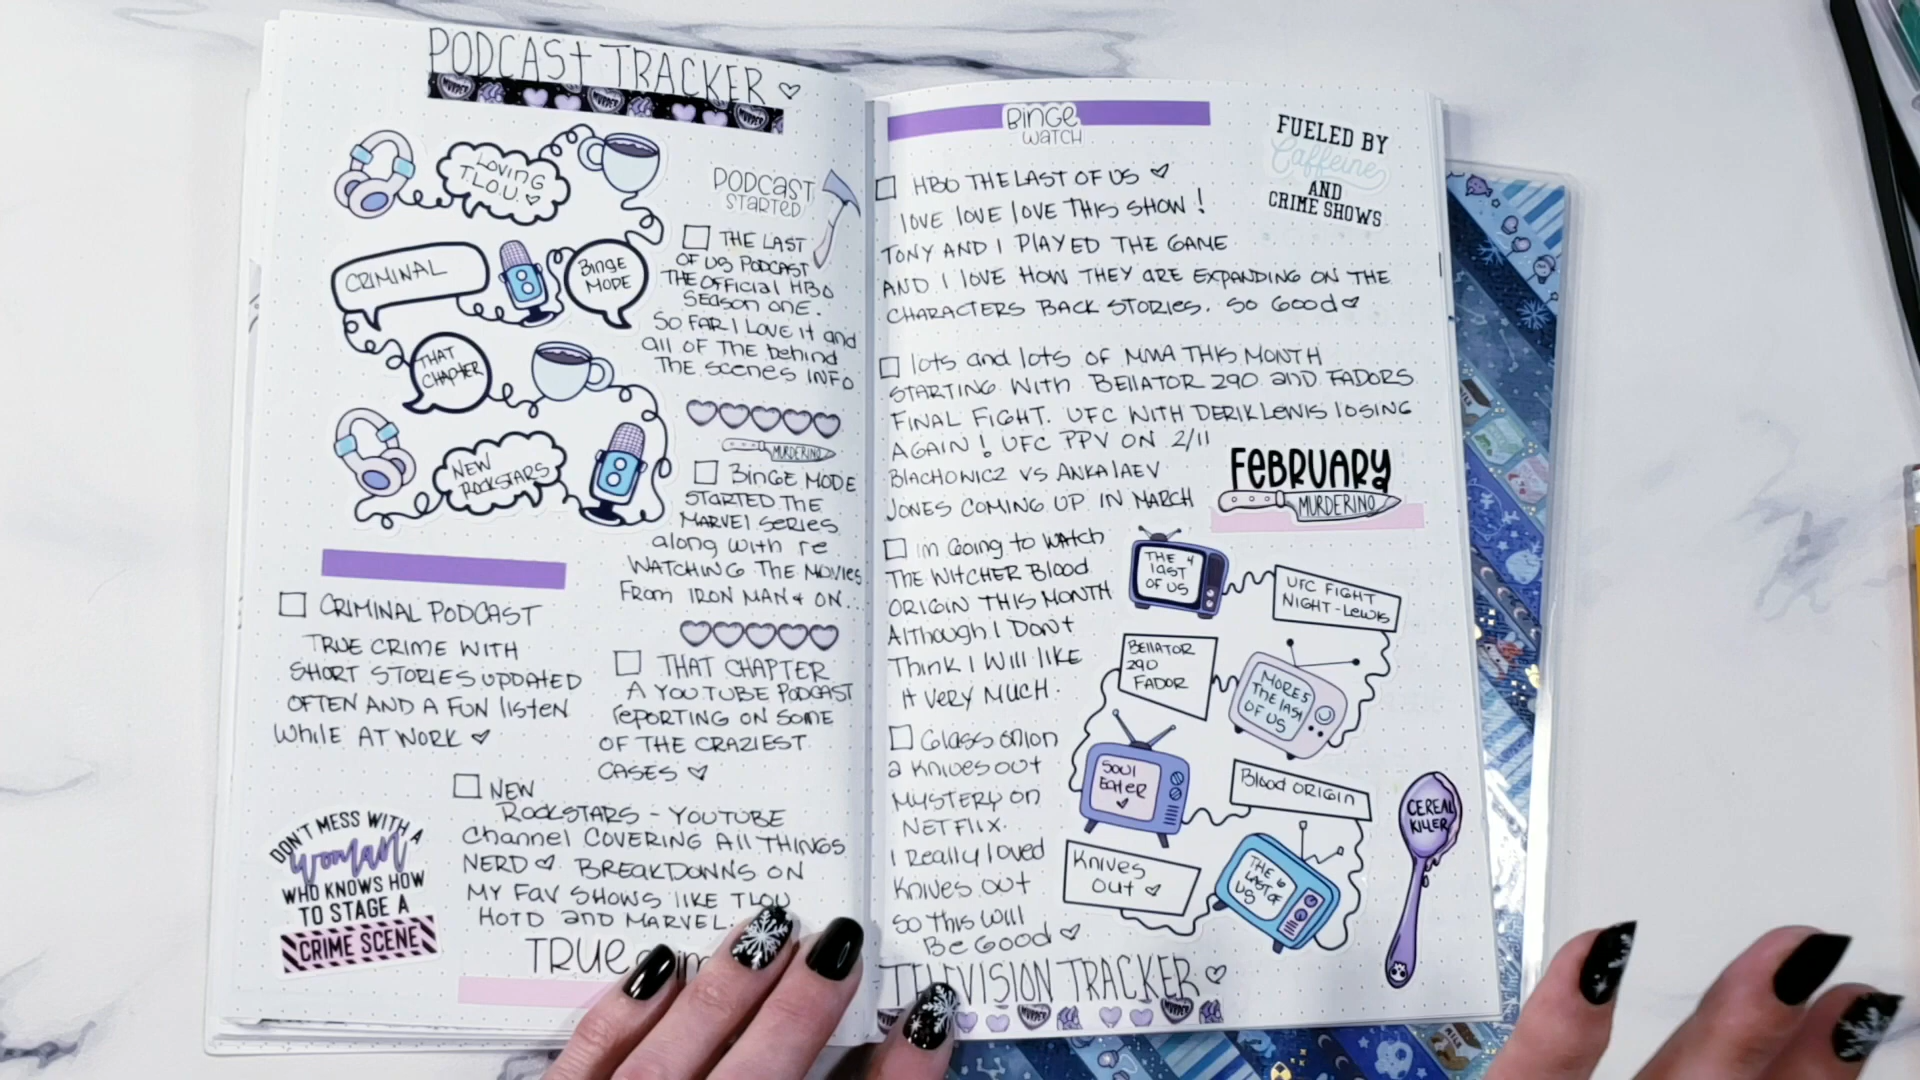 PODCAST TRACKER
LOVING
T.L.O.U.
CRIMINAL
BINGE
MODE
THAT
CHAPTER
NEW
ROCKSTARS
PODCAST
STARTED
THE LAST
OF US PODCAST
THE OFFICIAL HBO
SEASON ONE.
SO FAR I LOVE IT and
all OF THE behind
THE SCENES INFO
MURDERINO
BINGE MODE
STARTED THE
MARVEL SERIES
along WITH re
WATCHING THE MOVIES
FROM IRON MAN & ON...
THAT CHAPTER
A YOUTUBE PODCAST
rePORTING ON SOME
OF THE CRAZIEST
CASES
CRIMINAL PODCAST
TRUE CRIME WITH
SHORT STORIES UPDATED
OFTEN AND A FUN listen
While AT WORK
NEW
ROCKSTARS - YOUTUBE
Channel COVERING All THINGS
NERD BREAKDOWNS ON
MY FAV SHOWS lIKE TLOU
HOTD and MARVEL.
DON'T MESS WITH A
woman
WHO KNOWS HOW
TO STAGE A
CRIME SCENE
TRUE
Binge
WATCH
FUELED BY
Caffeine
AND
CRIME SHOWS
HBO THE LAST OF US
lOVE lOVE lOVE THIS SHOW!
TONY AND I PlAYED THE GAME
AND I lOVE HOW THEY ARE EXPANDING ON THE
CHARACTERS BACK STORIES. SO GOOD
lOTS and lOTS OF MMA THIS MONTH
STARTING WITH BEllATOR 290 and FADORS
FINAL FIGHT. UFC WITH DERIK LEWIS lOSING
AGAIN! UFC PPV ON 2/11
BlACHOWICZ VS ANKAlAEV
JONES COMING UP IN MARCH
FEBRUARY
MURDERINO
Im Going to WATCH
THE WITCHER Blood
ORIGIN THIS MONTH
Although I Don't
Think I Will lIKE
It VERY MUCH.
Glass onion
a Knives out
MYSTERY ON
NETFlIX.
I Really loved
Knives out
SO THIS Will
Be GOOD
THE 4
laST
OF US
UFC FIGHT
NIGHT - LEWIS
BEllATOR
290
FADOR
MORE 5
THE laST
OF US
SOUl
EaTER
Blood ORIGIN
Knives
Out
THE 6
LAST OF
US
CEREAL
KILLER
TELEVISION TRACKER